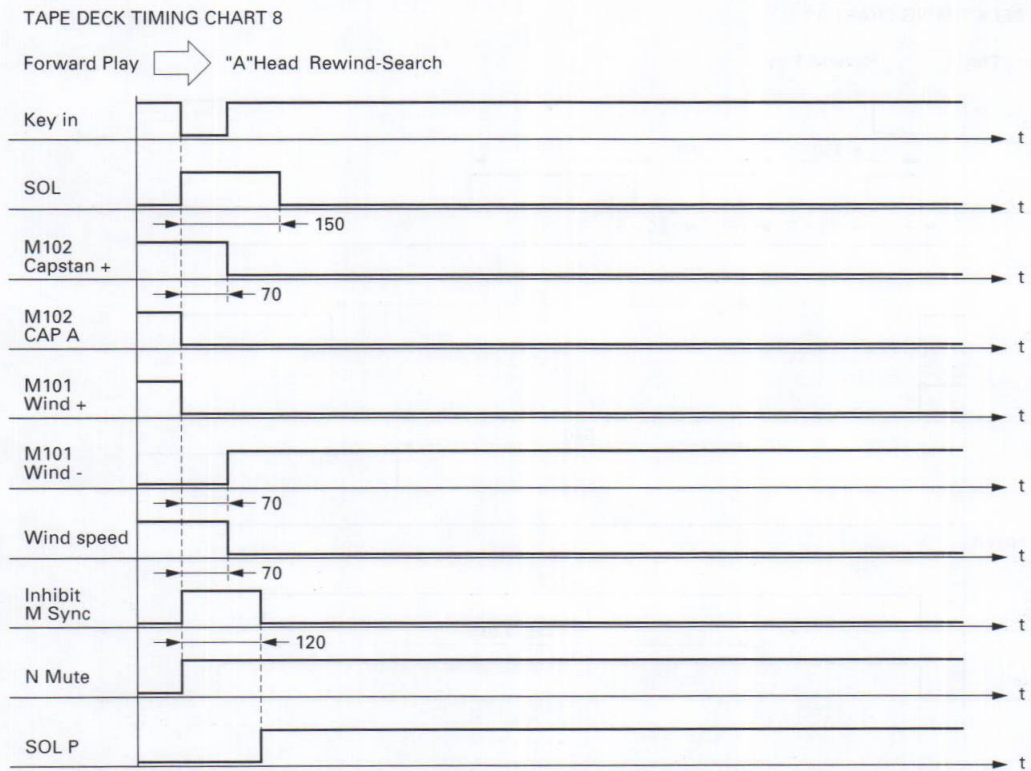 TAPE DECK TIMING CHART 8
Forward Play "A"Head Rewind-Search
Key in
t
SOL
t
150
M102
Capstan +
t
70
M102
CAP A
t
M101
Wind +
t
M101
Wind -
t
70
Wind speed
t
70
Inhibit
M Sync
t
120
N Mute
t
SOL P
t